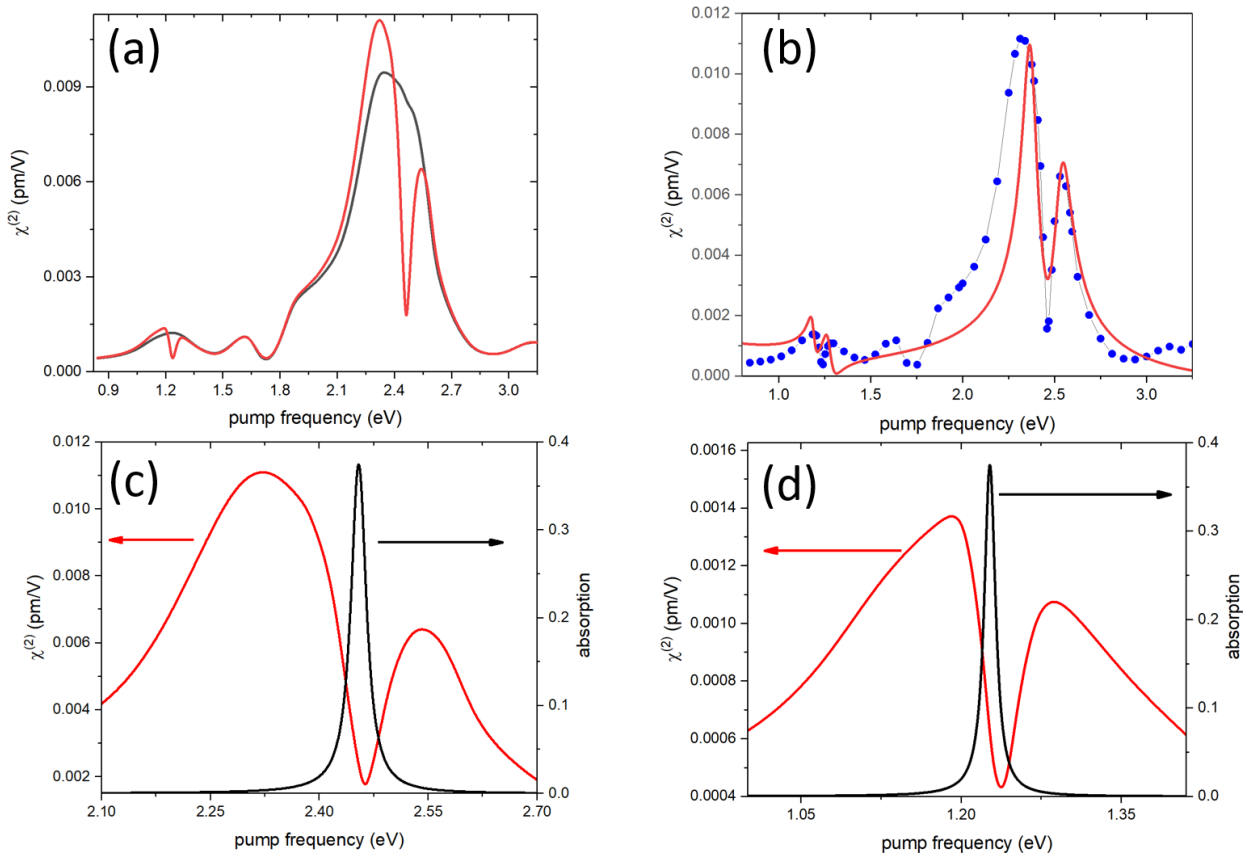 (a)
0.009
0.006
0.003
0.000
χ(2) (pm/V)
0.9 1.2 1.5 1.8 2.1 2.4 2.7 3.0
pump frequency (eV)
(b)
0.012
0.010
0.008
0.006
0.004
0.002
0.000
χ(2) (pm/V)
1.0 1.5 2.0 2.5 3.0
pump frequency (eV)
(c)
0.012
0.010
0.008
0.006
0.004
0.002
χ(2) (pm/V)
0.4
0.3
0.2
0.1
0.0
absorption
2.10 2.25 2.40 2.55 2.70
pump frequency (eV)
(d)
0.0016
0.0014
0.0012
0.0010
0.0008
0.0006
0.0004
χ(2) (pm/V)
0.4
0.3
0.2
0.1
0.0
absorption
1.05 1.20 1.35
pump frequency (eV)